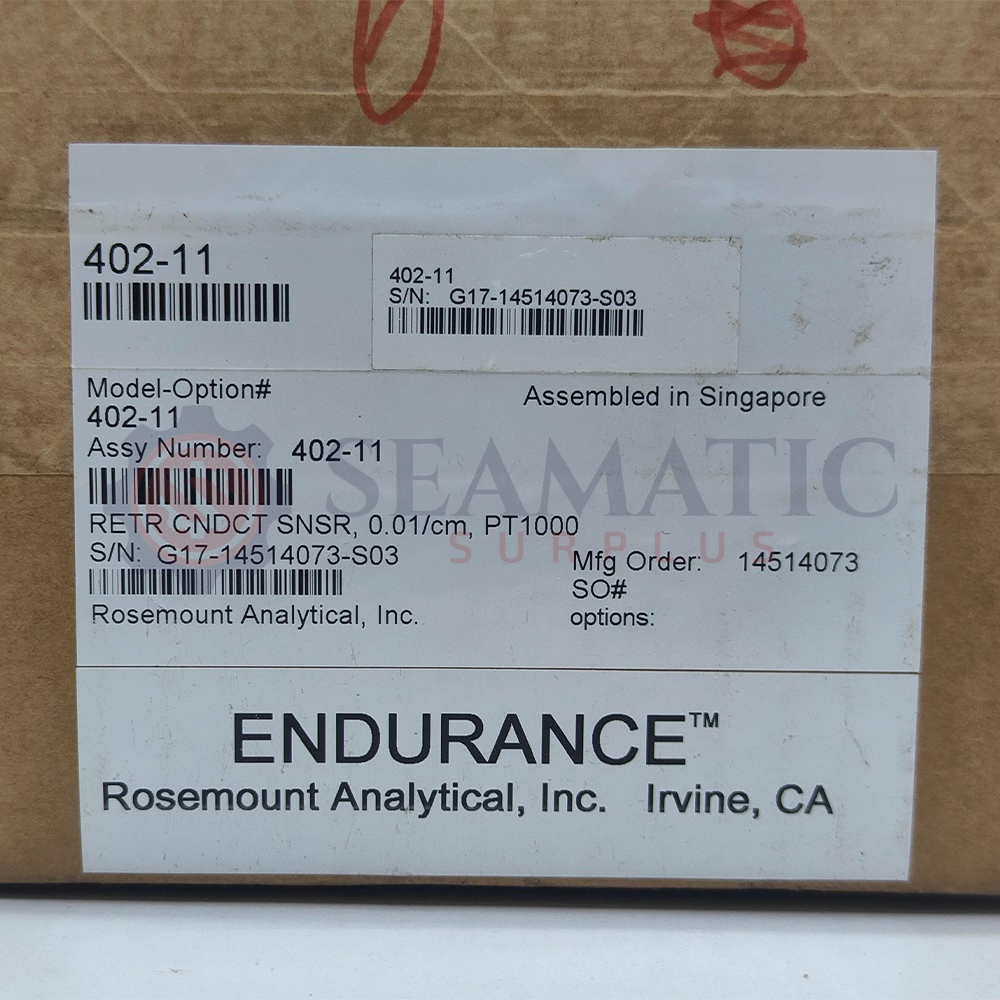 402-11
402-11
S/N: G17-14514073-S03
Model-Option#
402-11
Assembled in Singapore
Assy Number: 402-11
SEAMATIC
SURPLUS
RETR CNDCT SNSR, 0.01/cm, PT1000
S/N: G17-14514073-S03
Mfg Order: 14514073
SO#
Rosemount Analytical, Inc.
options:
ENDURANCE™
Rosemount Analytical, Inc. Irvine, CA